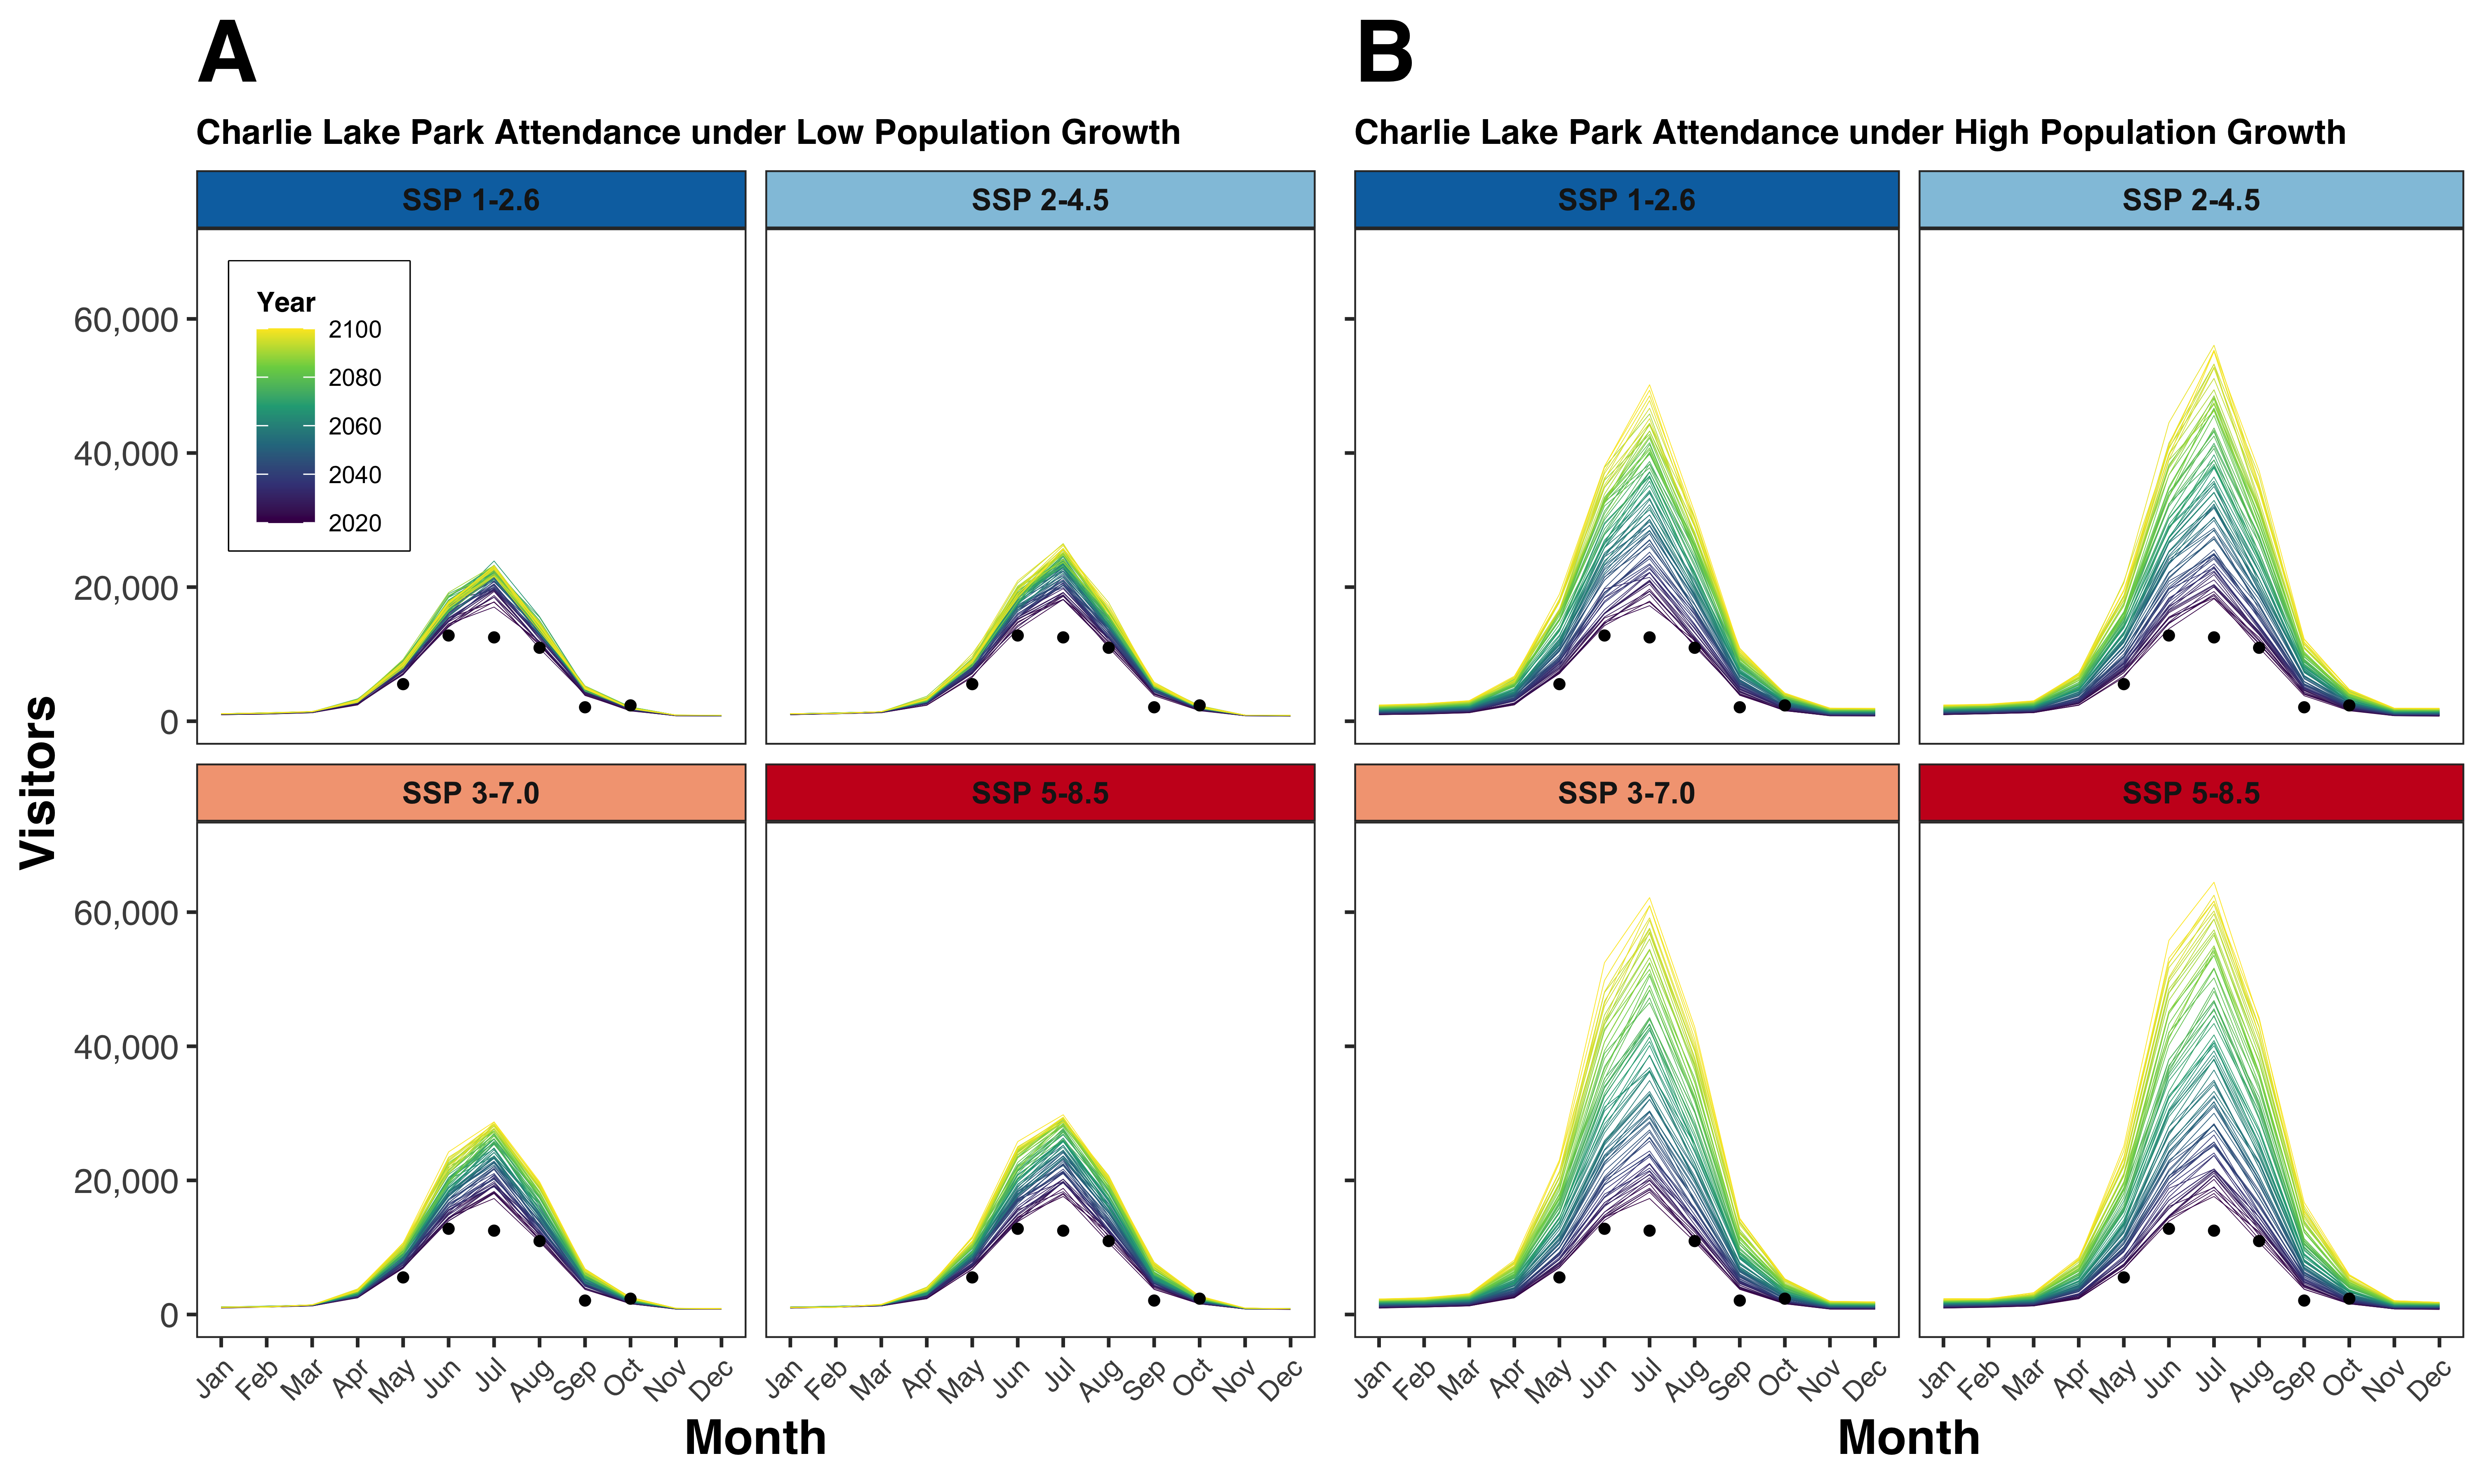 A
B
Charlie Lake Park Attendance under Low Population Growth
Charlie Lake Park Attendance under High Population Growth
SSP 1-2.6
SSP 2-4.5
SSP 1-2.6
SSP 2-4.5
Year
2100
2080
2060
2040
2020
60,000
40,000
20,000
0
SSP 3-7.0
SSP 5-8.5
SSP 3-7.0
SSP 5-8.5
60,000
40,000
20,000
0
Visitors
Jan Feb Mar Apr May Jun Jul Aug Sep Oct Nov Dec
Jan Feb Mar Apr May Jun Jul Aug Sep Oct Nov Dec
Jan Feb Mar Apr May Jun Jul Aug Sep Oct Nov Dec
Jan Feb Mar Apr May Jun Jul Aug Sep Oct Nov Dec
Month
Month